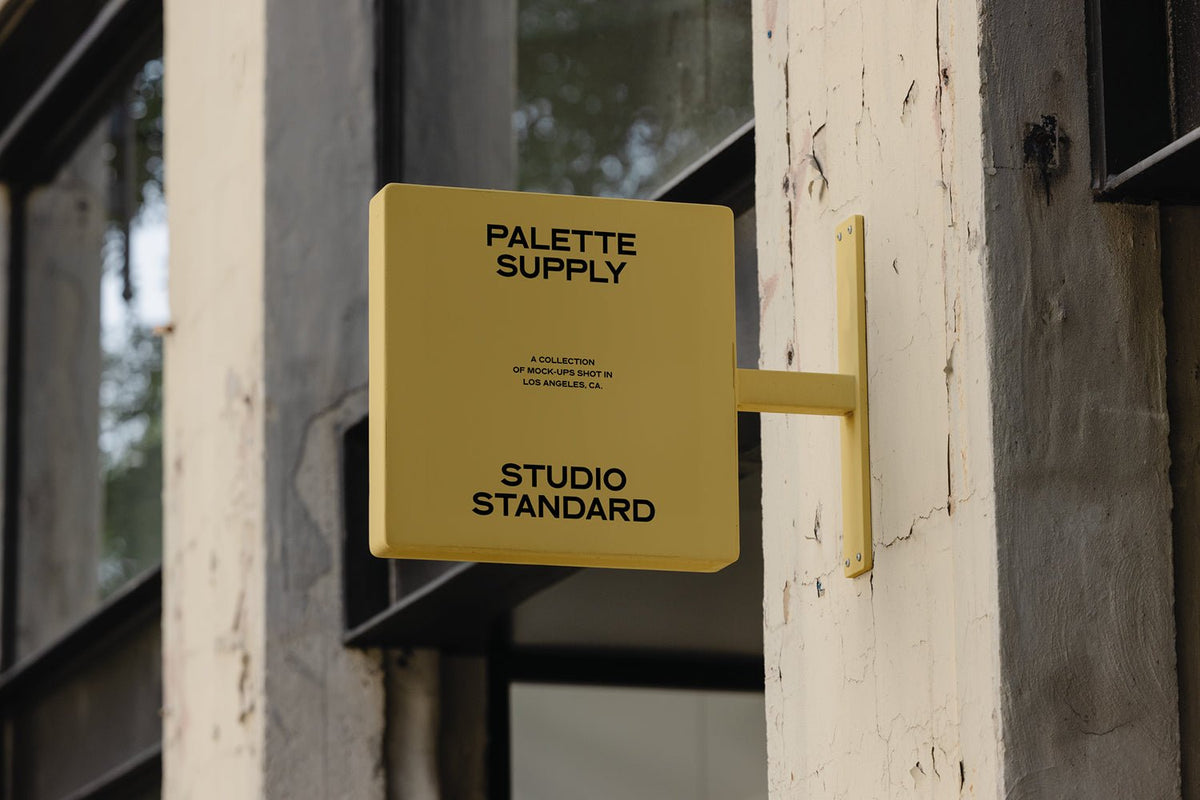 PALETTE
SUPPLY
A COLLECTION
OF MOCK-UPS SHOT IN
LOS ANGELES, CA.
STUDIO
STANDARD